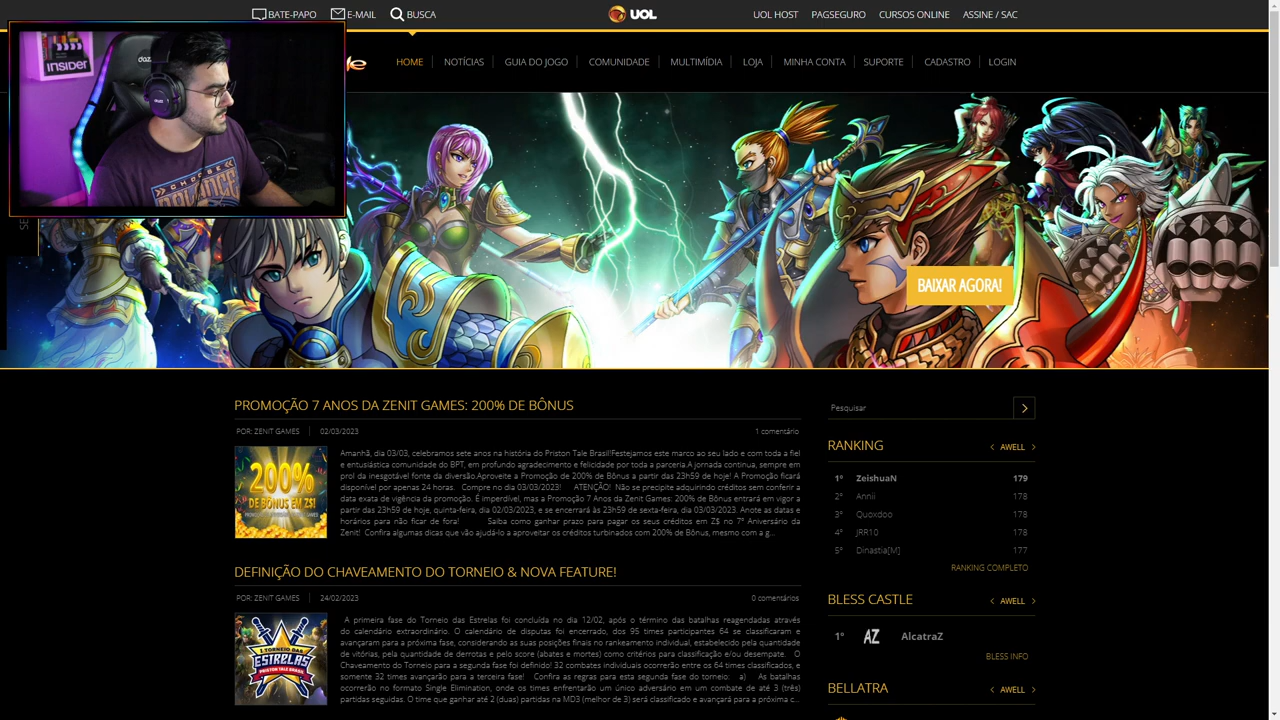 BATE-PAPO E-MAIL BUSCA UOL UOL HOST PAGSEGURO CURSOS ONLINE ASSINE / SAC
INSIDER
dazz
CHOOSE
BALANCE
HOME NOTÍCIAS GUIA DO JOGO COMUNIDADE MULTIMÍDIA LOJA MINHA CONTA SUPORTE CADASTRO LOGIN
BAIXAR AGORA!
PROMOÇÃO 7 ANOS DA ZENIT GAMES: 200% DE BÔNUS
POR: ZENIT GAMES 02/03/2023 1 comentário
200%
DE BÔNUS EM Z$!
Amanhã, dia 03/03, celebramos sete anos na história do Priston Tale Brasil!Festejamos este marco ao seu lado e com toda a fiel
e entusiástica comunidade do BPT, em profundo agradecimento e felicidade por toda a parceria.A jornada continua, sempre em
prol da inesgotável fonte da diversão.Aproveite a Promoção de 200% de Bônus a partir das 23h59 de hoje! A Promoção ficará
disponível por apenas 24 horas. Compre no dia 03/03/2023! ATENÇÃO! Não se precipite adquirindo créditos sem conferir a
data exata de vigência da promoção. É imperdível, mas a Promoção 7 Anos da Zenit Games: 200% de Bônus entrará em vigor a
partir das 23h59 de hoje, quinta-feira, dia 02/03/2023, e se encerrará às 23h59 de sexta-feira, dia 03/03/2023. Anote as datas e
horários para não ficar de fora! Saiba como ganhar prazo para pagar os seus créditos em Z$ no 7º Aniversário da
Zenit! Confira algumas dicas que vão ajudá-lo a aproveitar os créditos turbinados com 200% de Bônus, mesmo com a g...
DEFINIÇÃO DO CHAVEAMENTO DO TORNEIO & NOVA FEATURE!
POR: ZENIT GAMES 24/02/2023 0 comentários
I TORNEIO DAS
ESTRELAS
PRISTON TALE BRASIL
A primeira fase do Torneio das Estrelas foi concluída no dia 12/02, após o término das batalhas reagendadas através
do calendário extraordinário. O calendário de disputas foi encerrado, dos 95 times participantes 64 se classificaram e
avançaram para a próxima fase, considerando as suas posições finais no rankeamento individual, estabelecido pela quantidade
de vitórias, pela quantidade de derrotas e pelo score (abates e mortes) como critérios para classificação e/ou desempate. O
Chaveamento do Torneio para a segunda fase foi definido! 32 combates individuais ocorrerão entre os 64 times classificados, e
somente 32 times avançarão para a terceira fase! Confira as regras para esta segunda fase do torneio: a) As batalhas
ocorrerão no formato Single Elimination, onde os times enfrentarão um único adversário em um combate de até 3 (três)
partidas seguidas. O time que ganhar até 2 (duas) partidas na MD3 (melhor de 3) será classificado e avançará para a próxima c...
Pesquisar
RANKING AWELL
1º ZeishuaN 179
2º Annii 178
3º Quoxdoo 178
4º JRR10 178
5º Dinastia[M] 177
RANKING COMPLETO
BLESS CASTLE AWELL
1º AZ AlcatraZ
BLESS INFO
BELLATRA AWELL